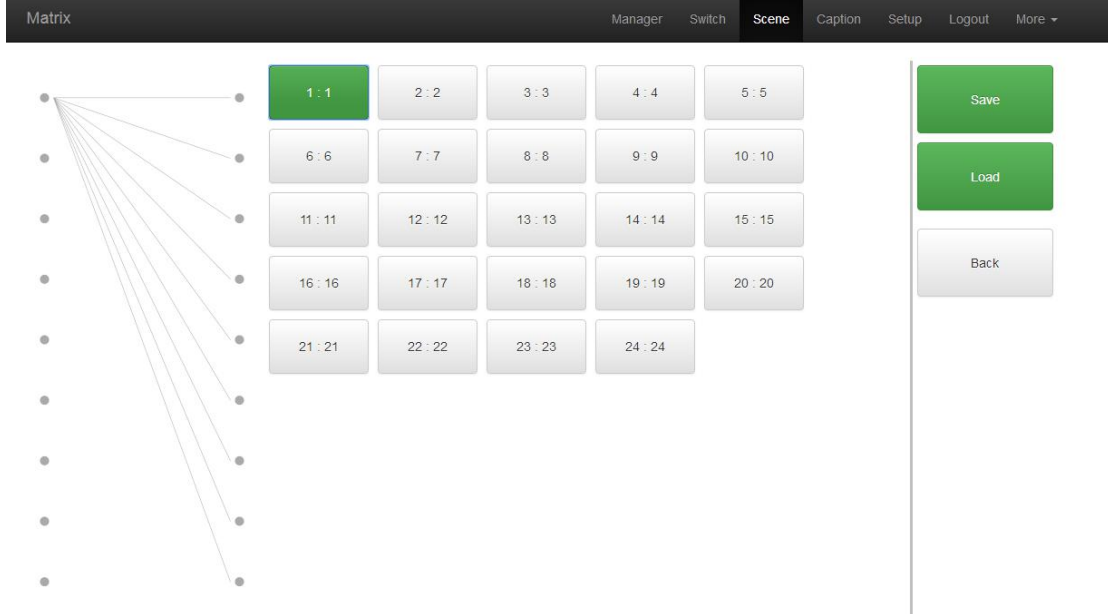 Matrix Manager Switch Scene Caption Setup Logout More
1 : 1 2 : 2 3 : 3 4 : 4 5 : 5
6 : 6 7 : 7 8 : 8 9 : 9 10 : 10
11 : 11 12 : 12 13 : 13 14 : 14 15 : 15
16 : 16 17 : 17 18 : 18 19 : 19 20 : 20
21 : 21 22 : 22 23 : 23 24 : 24
Save
Load
Back